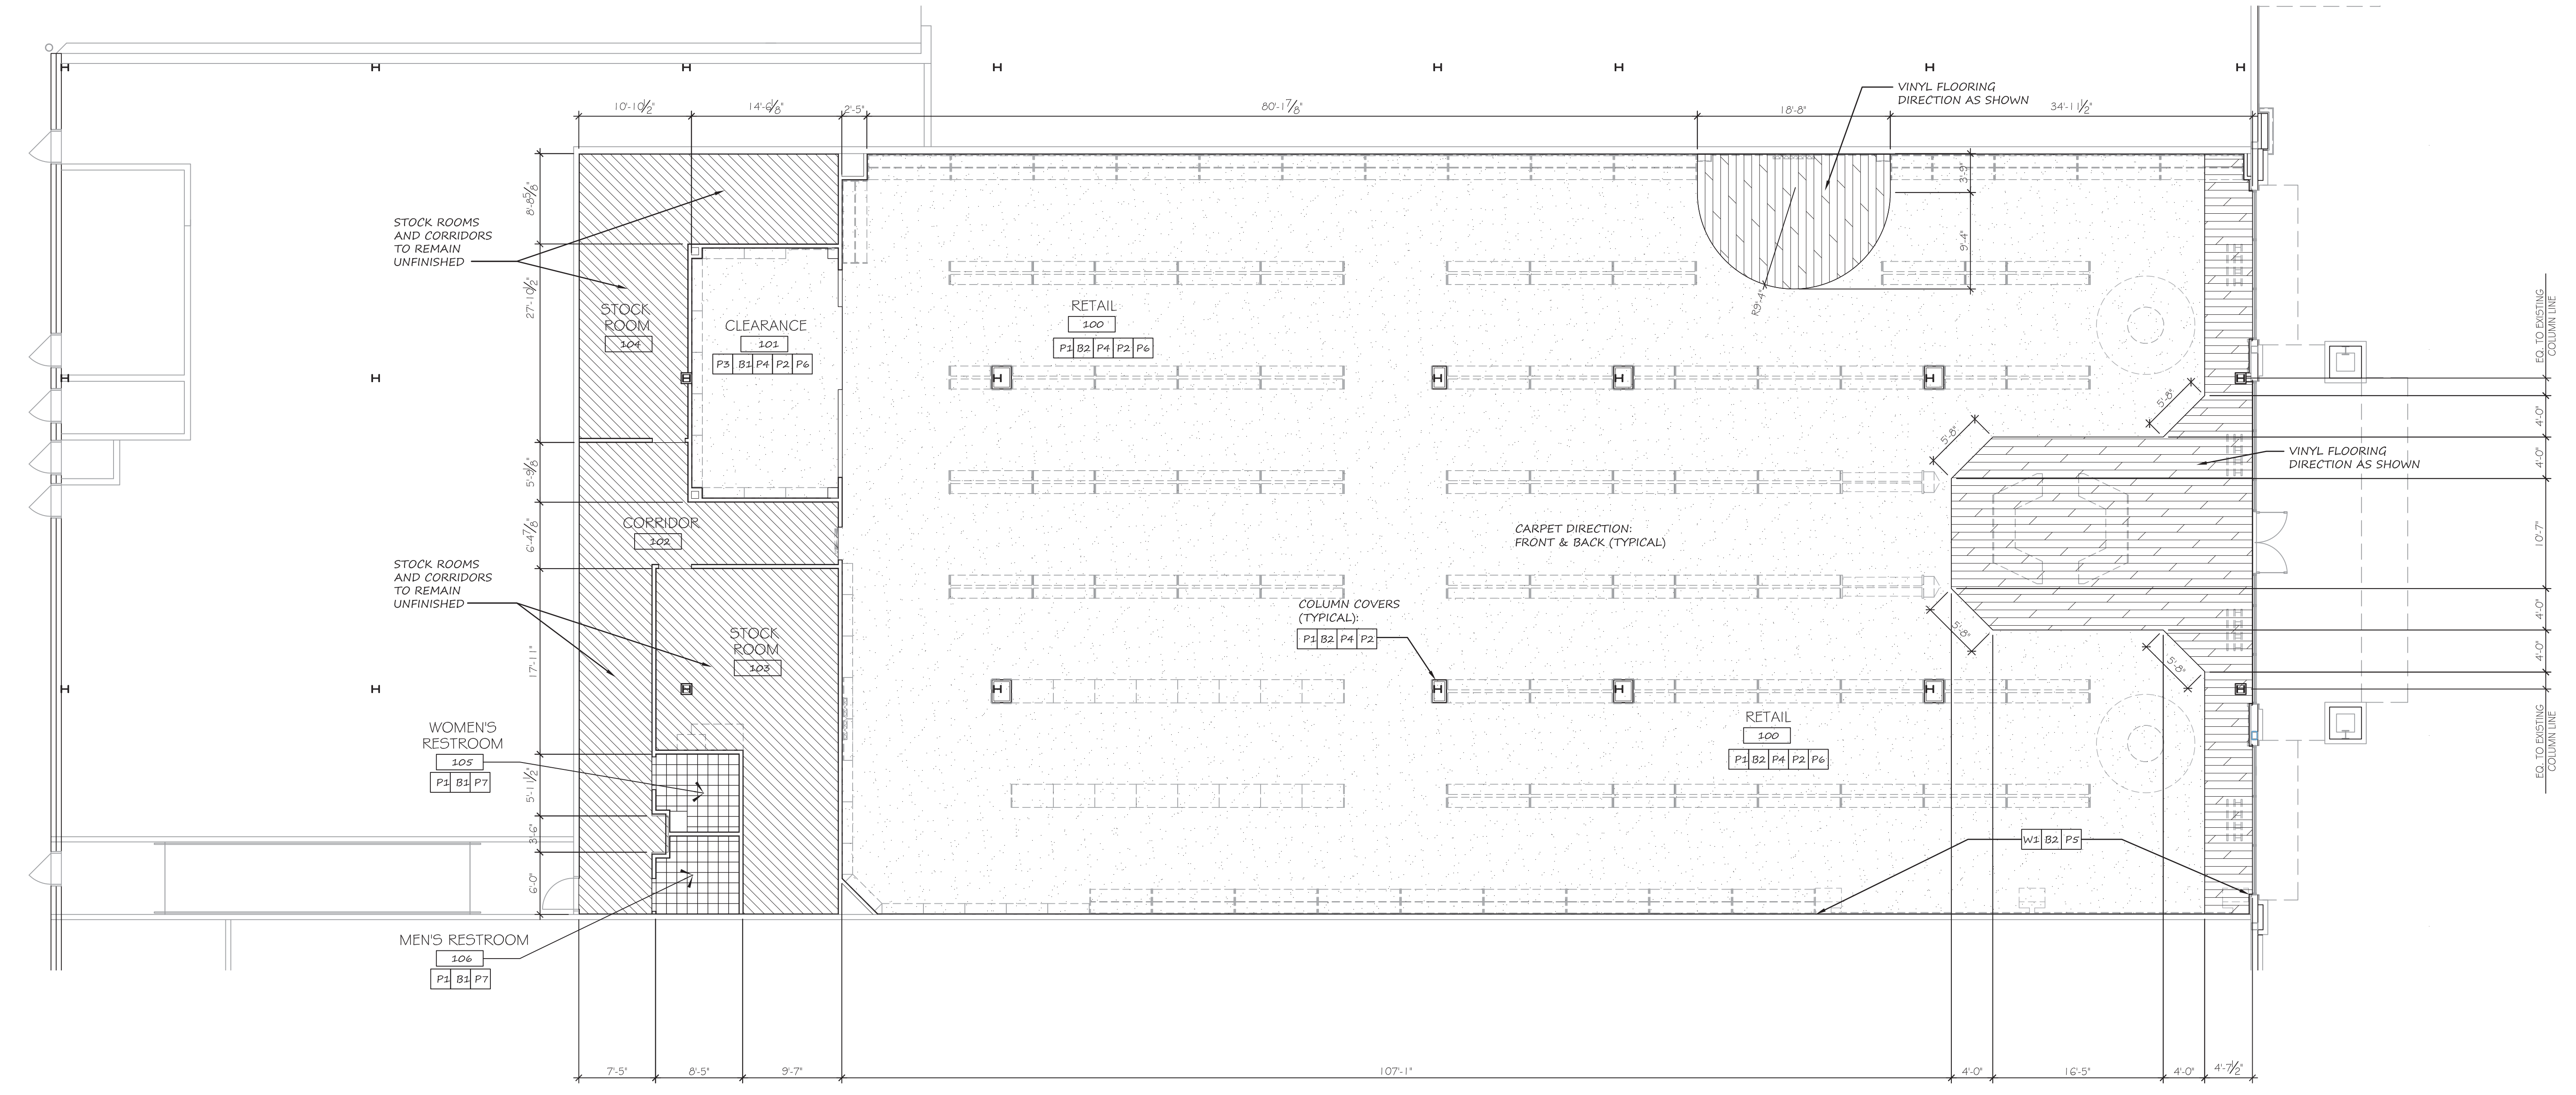 VINYL FLOORING
DIRECTION AS SHOWN
10'-10 1/2"
14'-6 1/8"
2'-5"
80'-1 7/8"
18'-8"
34'-11 1/2"
8'-8 5/8"
27'-10 1/2"
5'-9 1/8"
6'-4 7/8"
17'-11"
5'-1 1/2"
3'-6"
6'-0"
STOCK ROOMS
AND CORRIDORS
TO REMAIN
UNFINISHED
STOCK
ROOM
104
CLEARANCE
101
P3 B1 P4 P2 P6
RETAIL
100
P1 B2 P4 P2 P6
3'-9"
9'-4"
R9'-4"
5'-8"
5'-8"
EQ. TO EXISTING
COLUMN LINE
4'-0"
4'-0"
10'-7"
4'-0"
4'-0"
EQ. TO EXISTING
COLUMN LINE
VINYL FLOORING
DIRECTION AS SHOWN
CORRIDOR
102
CARPET DIRECTION:
FRONT & BACK (TYPICAL)
STOCK ROOMS
AND CORRIDORS
TO REMAIN
UNFINISHED
COLUMN COVERS
(TYPICAL):
P1 B2 P4 P2
5'-8"
5'-8"
STOCK
ROOM
103
WOMEN'S
RESTROOM
105
P1 B1 P7
RETAIL
100
P1 B2 P4 P2 P6
W1 B2 P5
MEN'S RESTROOM
106
P1 B1 P7
7'-5"
8'-5"
9'-7"
107'-1"
4'-0"
16'-5"
4'-0"
4'-7 1/2"